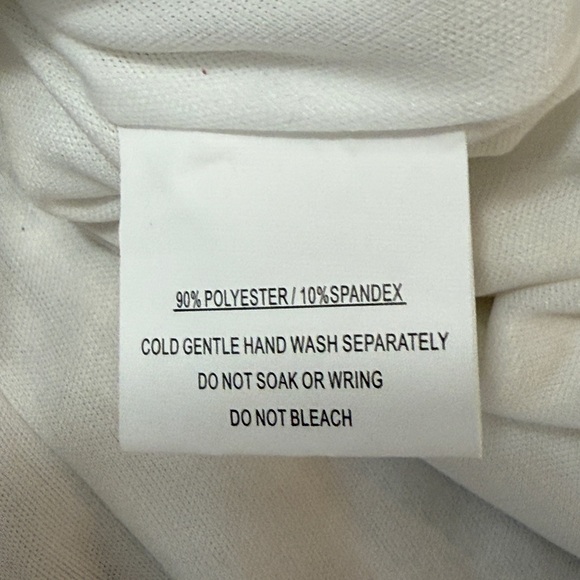 90% POLYESTER / 10%SPANDEX
COLD GENTLE HAND WASH SEPARATELY
DO NOT SOAK OR WRING
DO NOT BLEACH